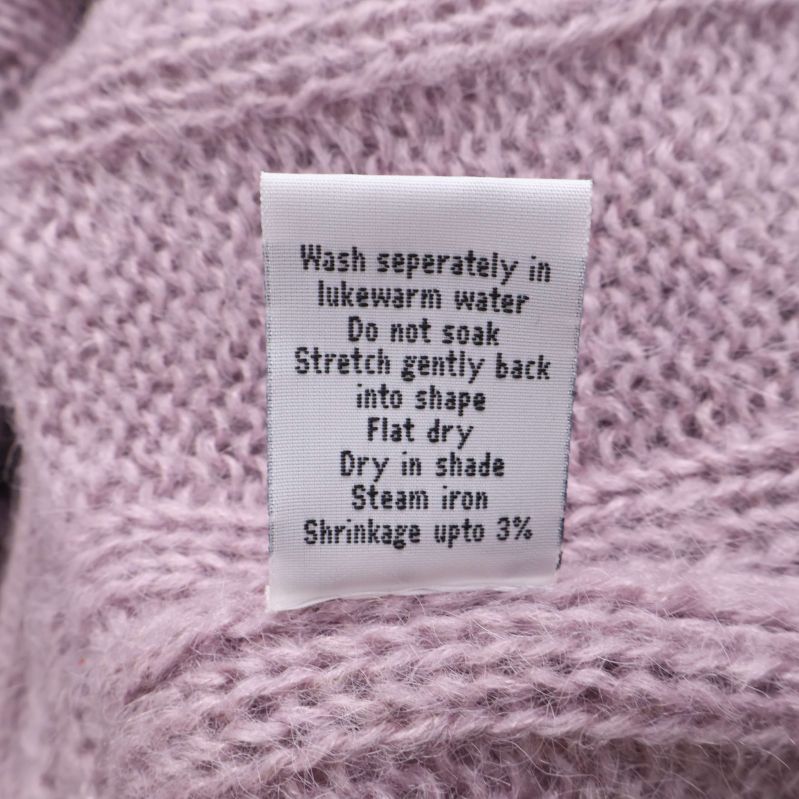 Wash seperately in
lukewarm water
Do not soak
Stretch gently back
into shape
Flat dry
Dry in shade
Steam iron
Shrinkage upto 3%